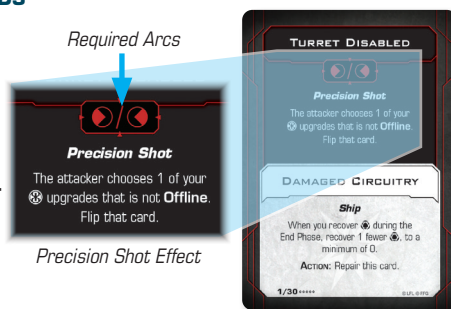 Required Arcs
Precision Shot
The attacker chooses 1 of your
upgrades that is not Offline.
Flip that card.
Precision Shot Effect
TURRET DISABLED
Precision Shot
The attacker chooses 1 of your
upgrades that is not Offline.
Flip that card.
DAMAGED CIRCUITRY
Ship
When you recover during the
End Phase, recover 1 fewer , to a
minimum of 0.
ACTION: Repair this card.
1/30
©LFL ©FFG